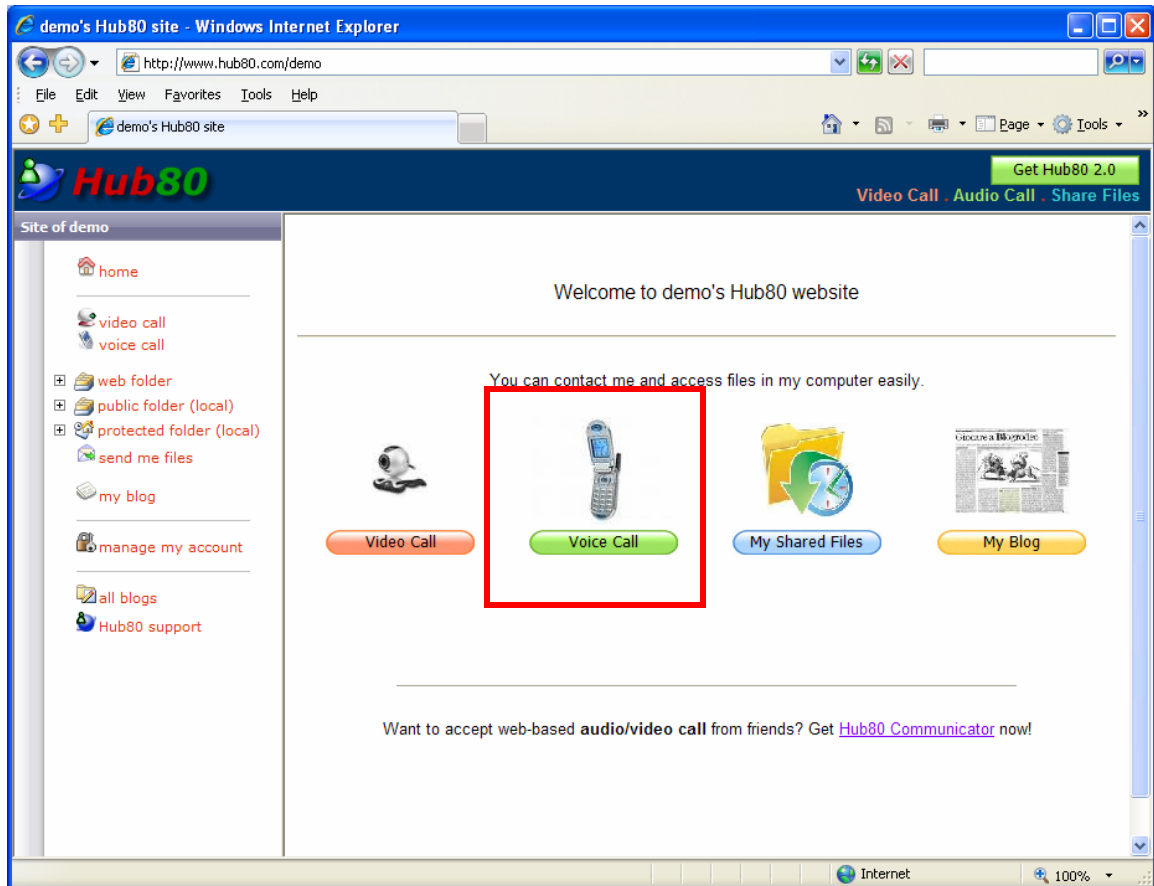 demo's Hub80 site - Windows Internet Explorer
http://www.hub80.com/demo
File Edit View Favorites Tools Help
demo's Hub80 site
Page Tools »
Hub80
Get Hub80 2.0
Video Call . Audio Call . Share Files
Site of demo
home
video call
voice call
web folder
public folder (local)
protected folder (local)
send me files
my blog
manage my account
all blogs
Hub80 support
Welcome to demo's Hub80 website
You can contact me and access files in my computer easily.
Video Call
Voice Call
My Shared Files
My Blog
Want to accept web-based audio/video call from friends? Get Hub80 Communicator now!
Internet
100%